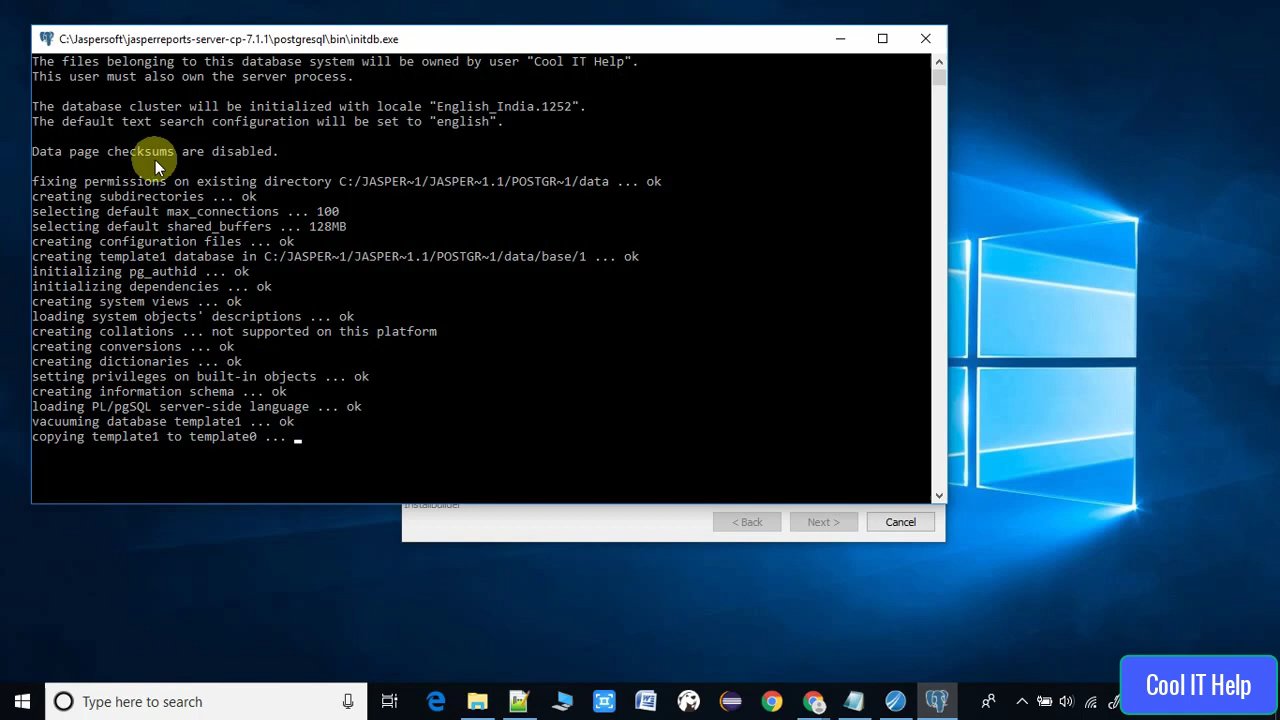 C:\Jaspersoft\jasperreports-server-cp-7.1.1\postgresql\bin\initdb.exe
The files belonging to this database system will be owned by user "Cool IT Help".
This user must also own the server process.
The database cluster will be initialized with locale "English_India.1252".
The default text search configuration will be set to "english".
Data page checksums are disabled.
fixing permissions on existing directory C:/JASPER~1/JASPER~1.1/POSTGR~1/data ... ok
creating subdirectories ... ok
selecting default max_connections ... 100
selecting default shared_buffers ... 128MB
creating configuration files ... ok
creating template1 database in C:/JASPER~1/JASPER~1.1/POSTGR~1/data/base/1 ... ok
initializing pg_authid ... ok
initializing dependencies ... ok
creating system views ... ok
loading system objects' descriptions ... ok
creating collations ... not supported on this platform
creating conversions ... ok
creating dictionaries ... ok
setting privileges on built-in objects ... ok
creating information schema ... ok
loading PL/pgSQL server-side language ... ok
vacuuming database template1 ... ok
copying template1 to template0 ...
InstallBuilder
< Back Next > Cancel
Type here to search
Cool IT Help